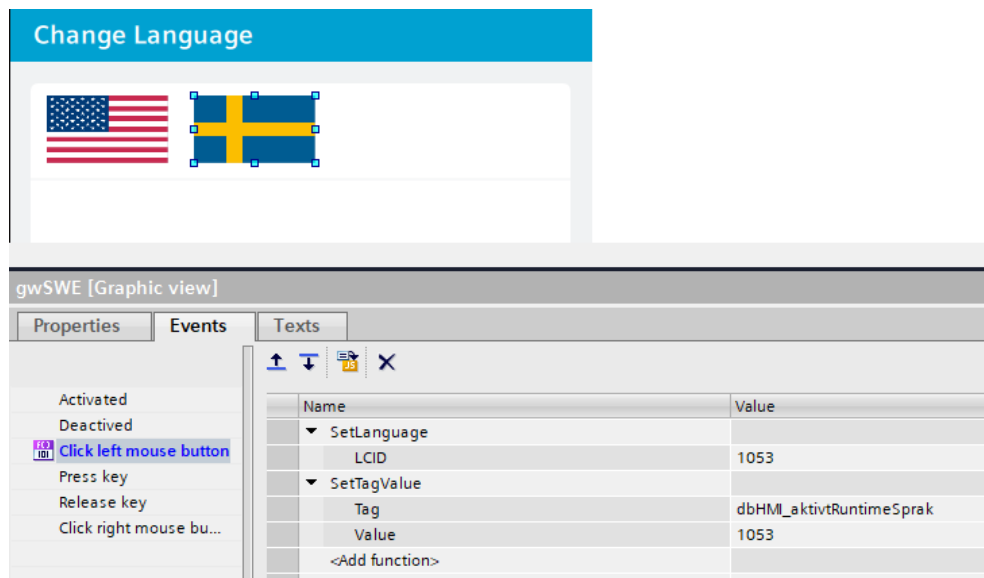 Change Language
gwSWE [Graphic view]
Properties Events Texts
Name Value
Activated
Deactived
Click left mouse button
Press key
Release key
Click right mouse bu...
SetLanguage
LCID 1053
SetTagValue
Tag dbHMI_aktivtRuntimeSprak
Value 1053
<Add function>